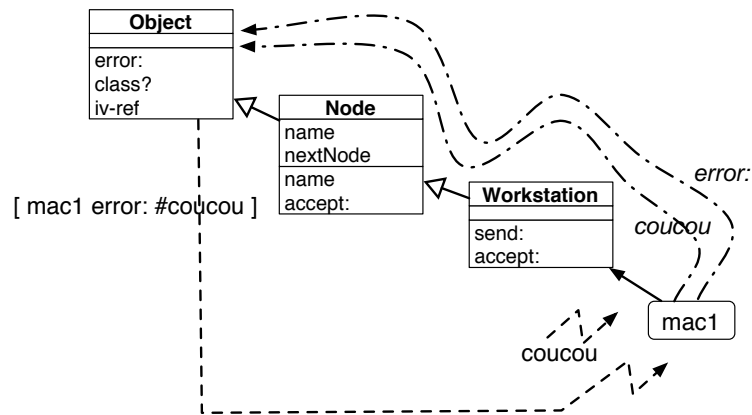 Object
error:
class?
iv-ref
Node
name
nextNode
name
accept:
error:
[ mac1 error: #coucou ]
Workstation
coucou
send:
accept:
mac1
coucou